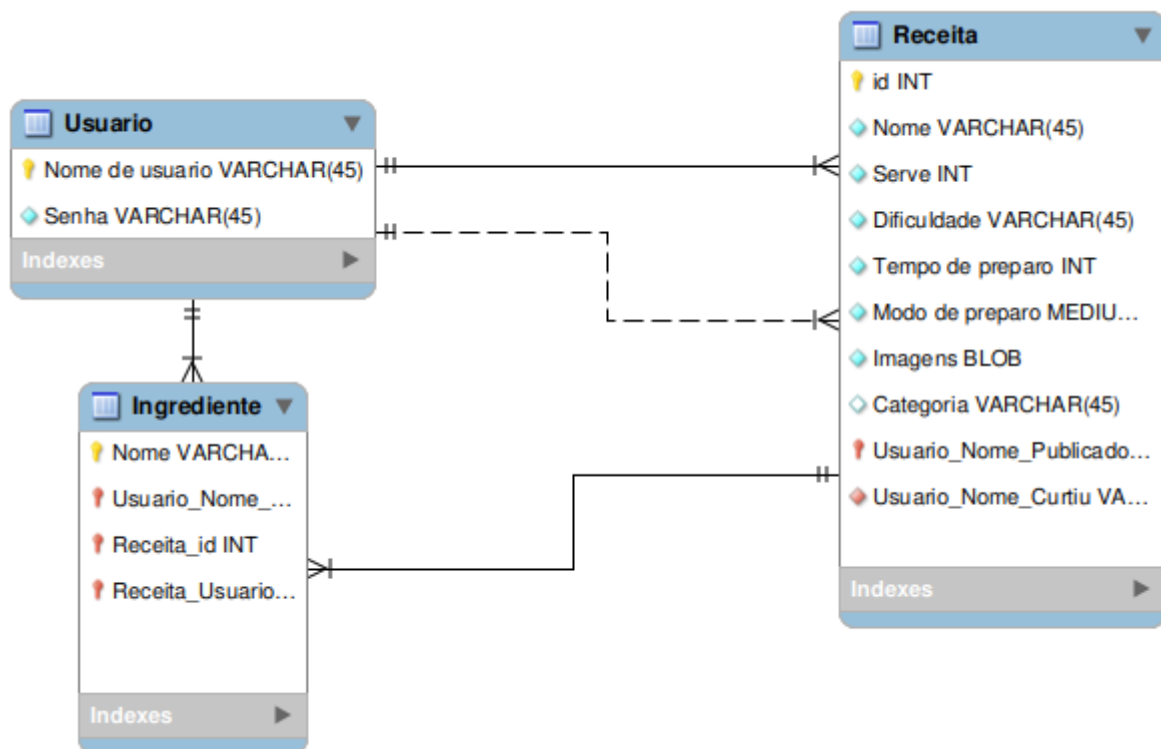 Usuario
Nome de usuario VARCHAR(45)
Senha VARCHAR(45)
Indexes
Receita
id INT
Nome VARCHAR(45)
Serve INT
Dificuldade VARCHAR(45)
Tempo de preparo INT
Modo de preparo MEDIU...
Imagens BLOB
Categoria VARCHAR(45)
Usuario_Nome_Publicado...
Usuario_Nome_Curtiu VA...
Indexes
Ingrediente
Nome VARCHA...
Usuario_Nome_...
Receita_id INT
Receita_Usuario...
Indexes